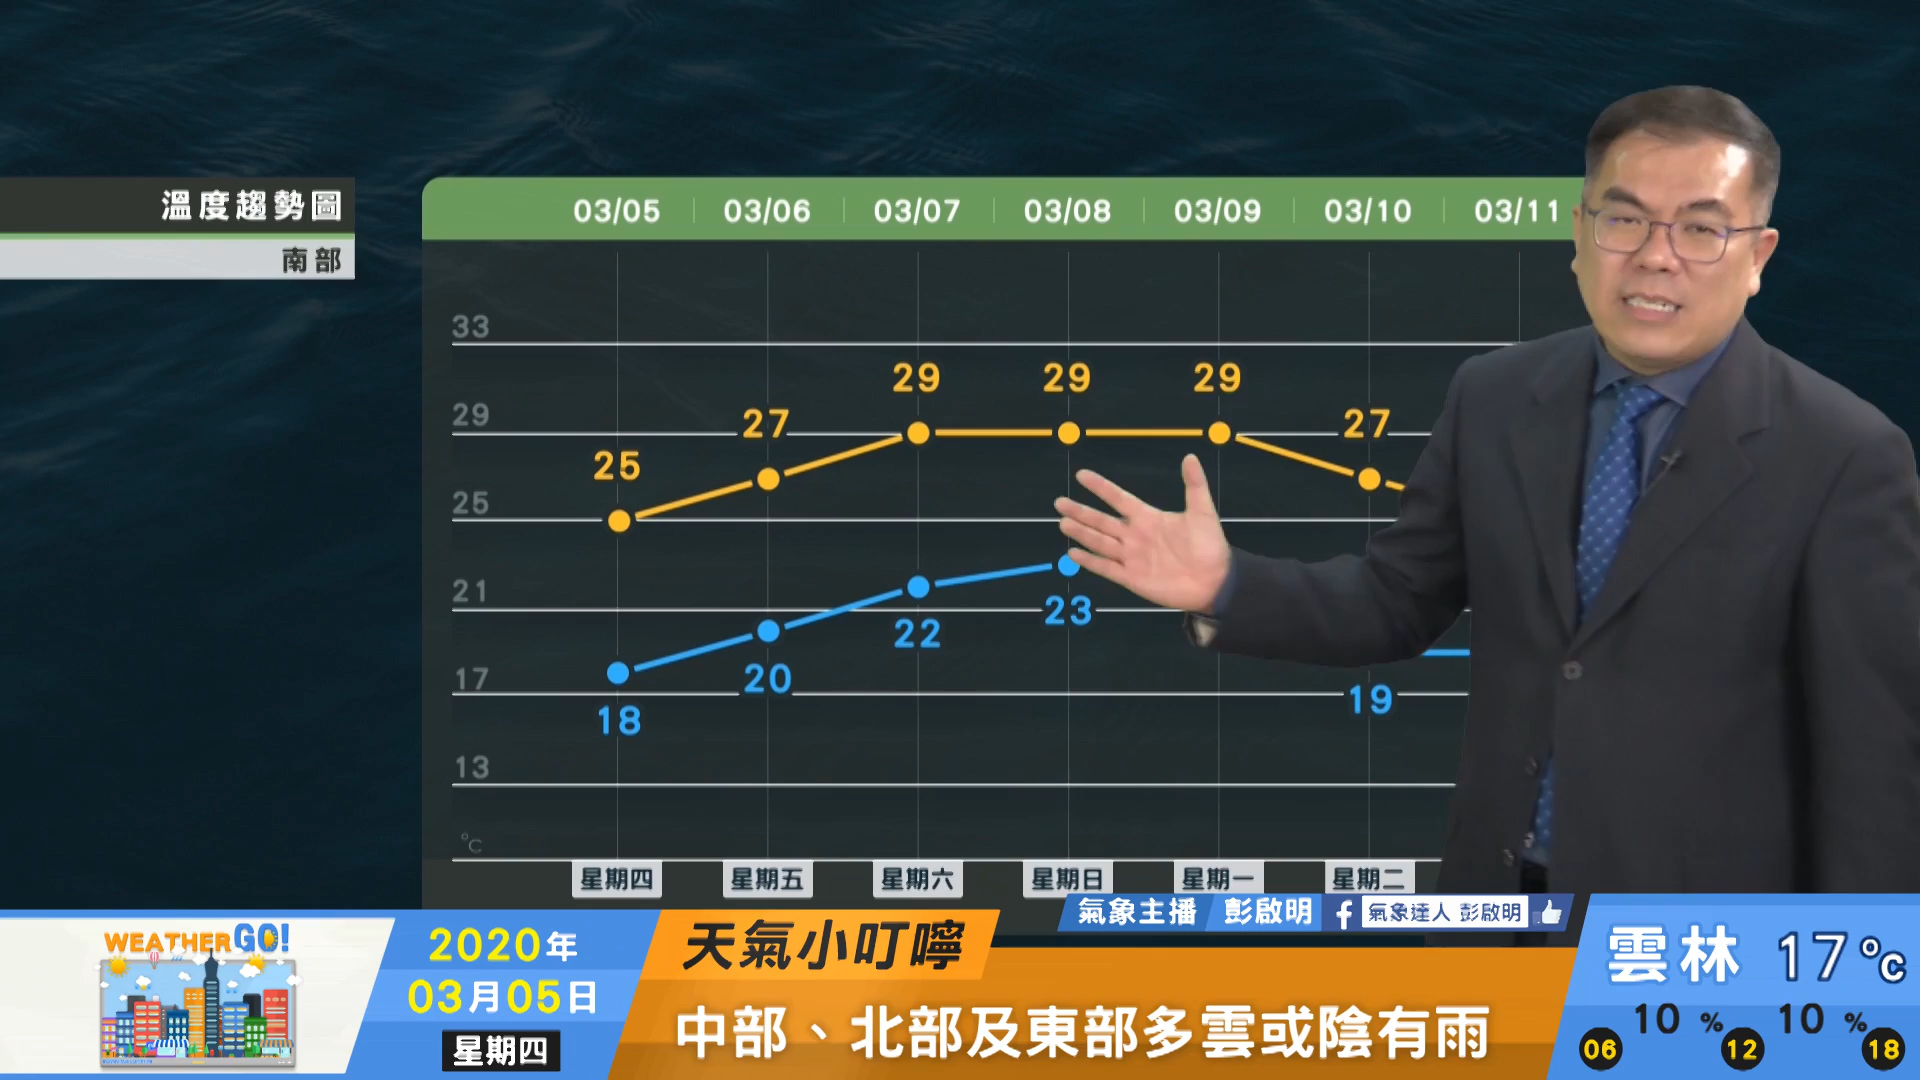 溫度趨勢圖
南部
03/05 03/06 03/07 03/08 03/09 03/10 03/11
33
29 29 29
29
27 27
25
25
21
23
22
20
19
18
17
13
°C
星期四 星期五 星期六 星期日 星期一 星期二
氣象主播 彭啟明 f 氣象達人 彭啟明
WEATHER GO!
2020年
03月05日
星期四
天氣小叮嚀
中部、北部及東部多雲或陰有雨
雲林 17°C
10 % 10 %
06 12 18